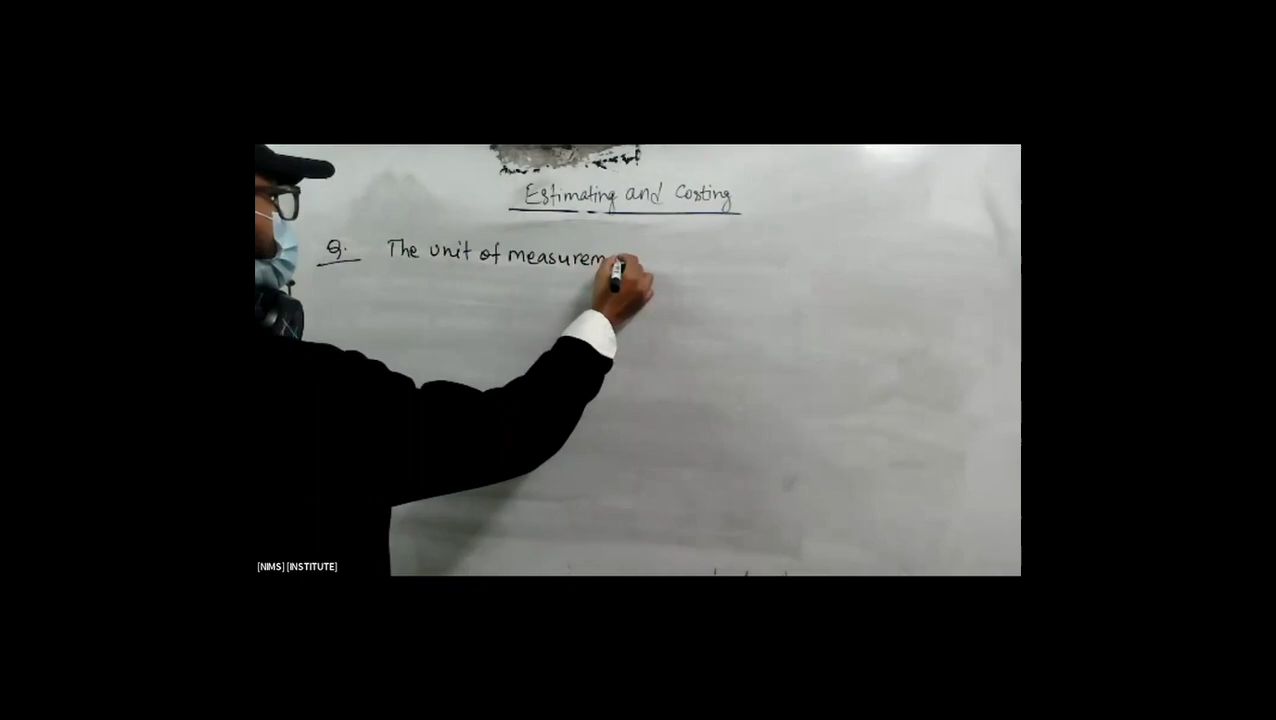 Estimating and Costing
Q. The unit of measurem
[NIMS] [INSTITUTE]